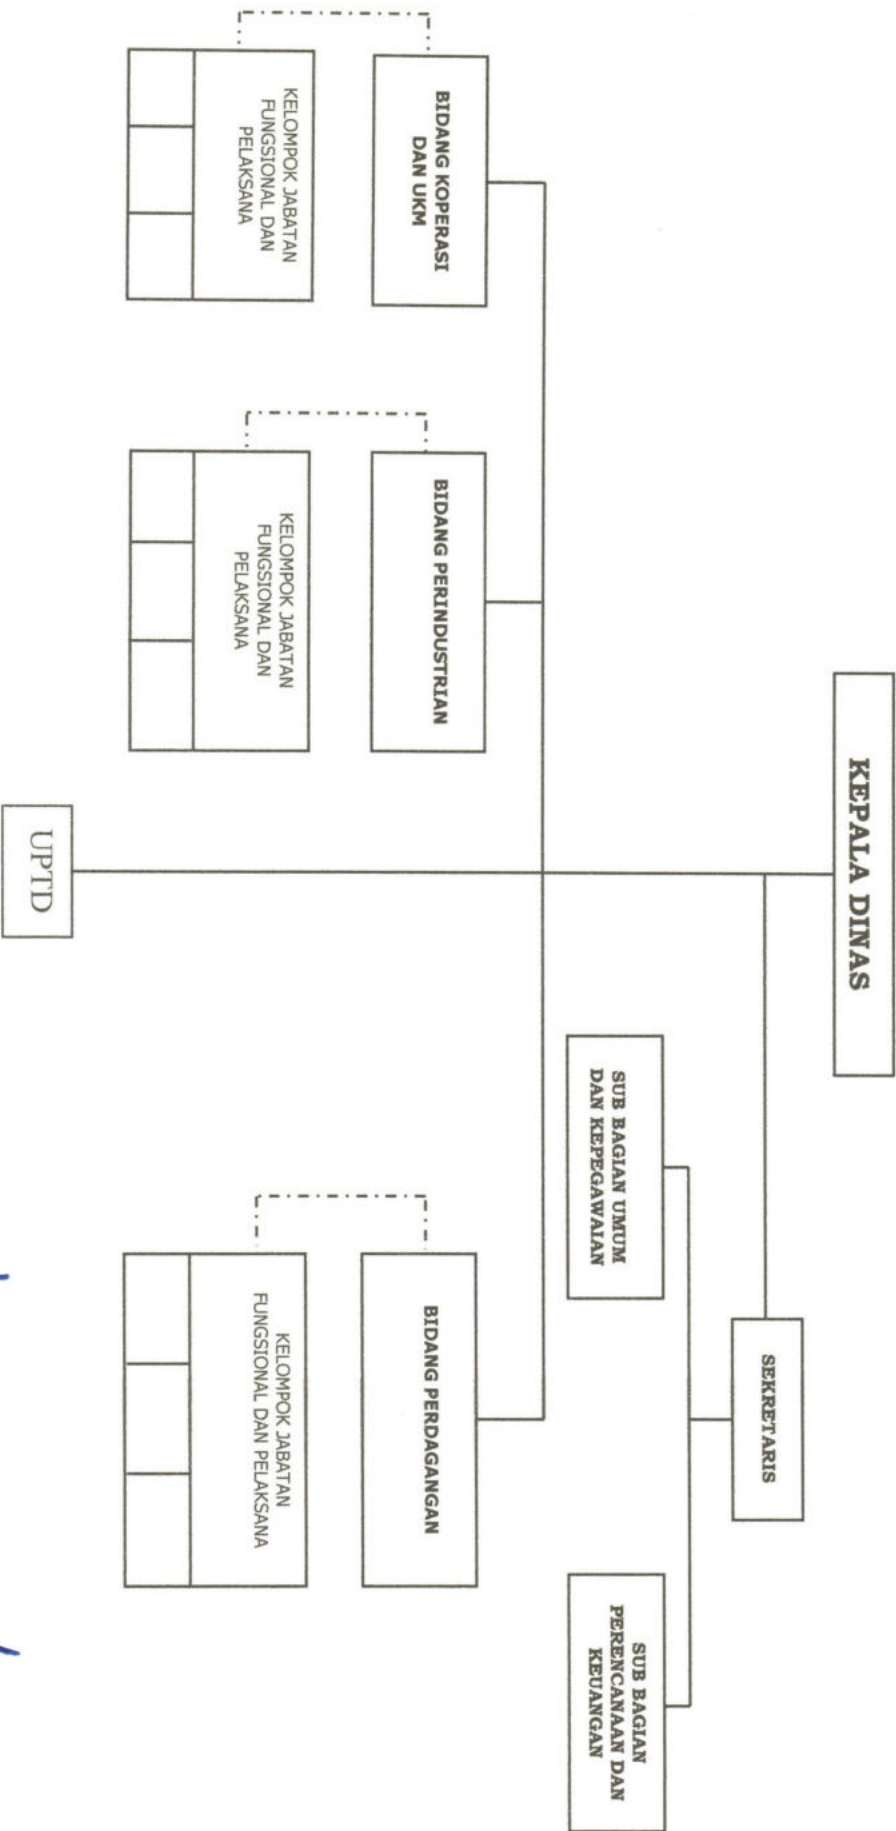 KEPALA DINAS
SEKRETARIS
SUB BAGIAN UMUM
DAN KEPEGAWAIAN
SUB BAGIAN
PERENCANAAN DAN
KEUANGAN
BIDANG KOPERASI
DAN UKM
BIDANG PERINDUSTRIAN
BIDANG PERDAGANGAN
KELOMPOK JABATAN
FUNGSIONAL DAN
PELAKSANA
KELOMPOK JABATAN
FUNGSIONAL DAN
PELAKSANA
KELOMPOK JABATAN
FUNGSIONAL DAN PELAKSANA
UPTD